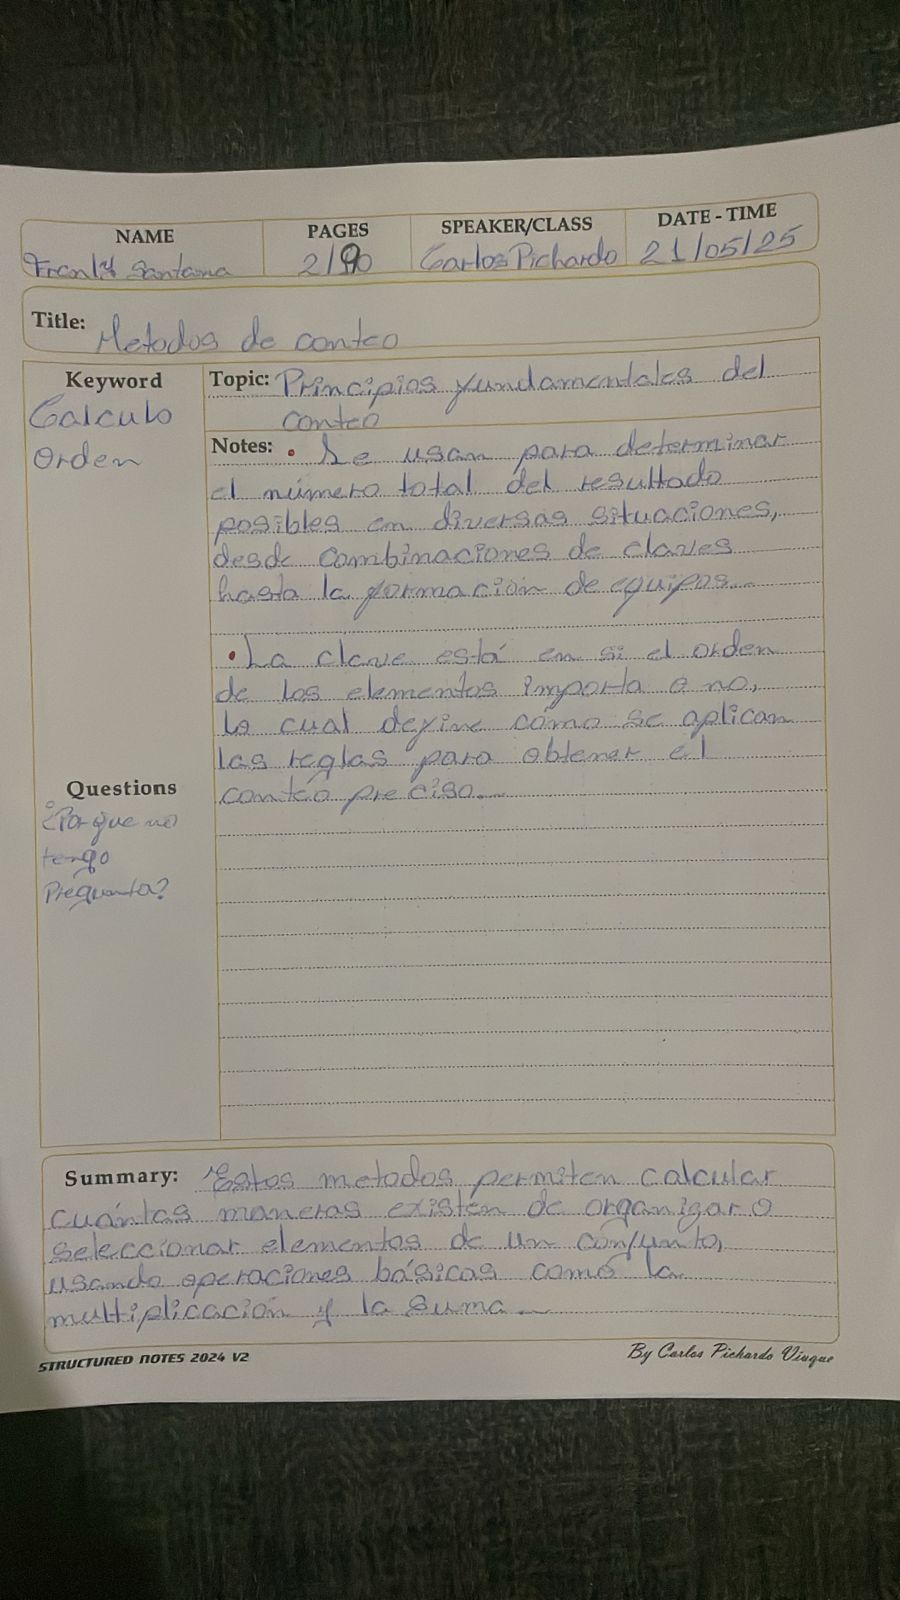 NAME
PAGES
SPEAKER/CLASS
DATE - TIME
Santana
2/
Carlos Pichardo
21/05/25
Title: Metodos de conteo
Keyword
Calculo
Orden
Topic: Principios fundamentales del
conteo
Notes: • Se usan para determinar
el número total del resultado
posibles en diversas situaciones,
desde combinaciones de claves
hasta la formación de equipos...
• La clave está en si el orden
de los elementos importa o no,
lo cual define cómo se aplican
las reglas para obtener el
conteo preciso...
Questions
¿Por que no
tengo
Pregunta?
Summary: Estos metodos permiten calcular
cuántas maneras existen de organizar o
seleccionar elementos de un conjunto,
usando operaciones básicas como la
multiplicación y la suma...
STRUCTURED NOTES 2024 V2
By Carlos Pichardo Viuque